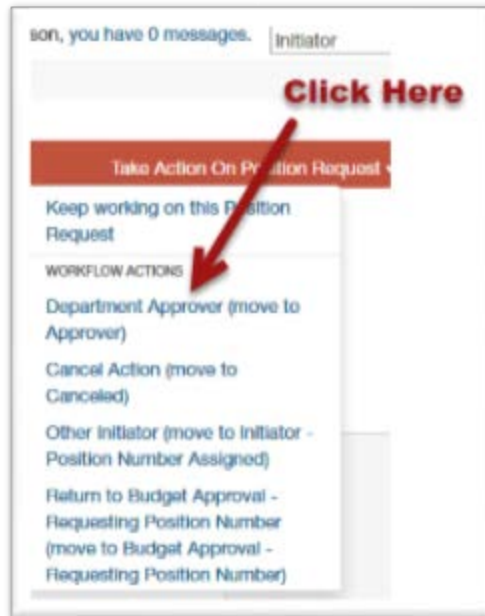 son, you have 0 messages. Initiator
Click Here
Take Action On Position Request
Keep working on this Position
Request
WORKFLOW ACTIONS
Department Approver (move to
Approver)
Cancel Action (move to
Canceled)
Other Initiator (move to Initiator -
Position Number Assigned)
Return to Budget Approval -
Requesting Position Number
(move to Budget Approval -
Requesting Position Number)